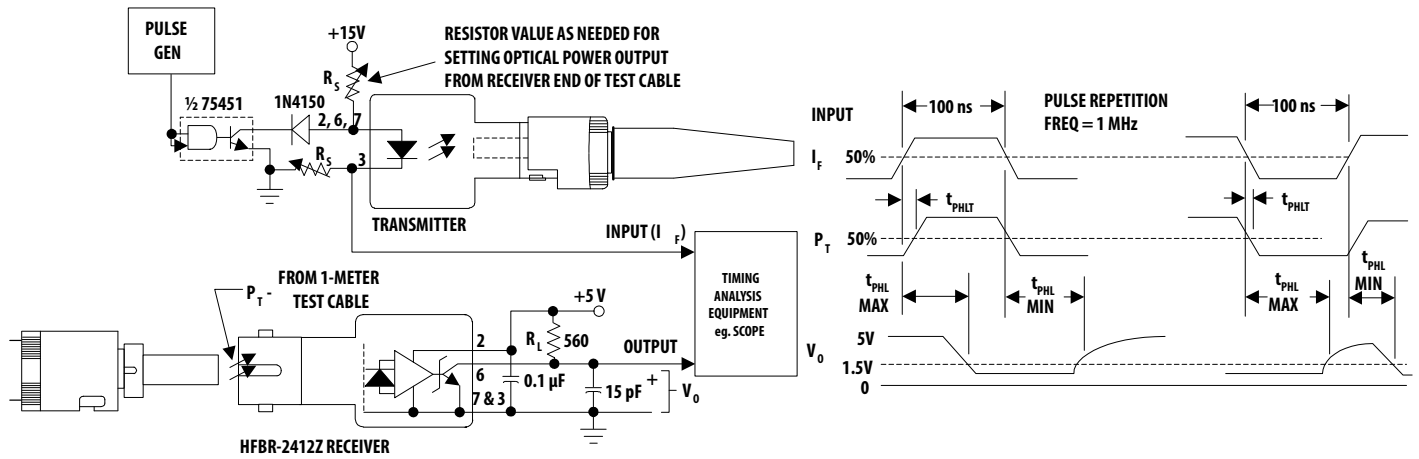 PULSE
GEN
+15V
RESISTOR VALUE AS NEEDED FOR
SETTING OPTICAL POWER OUTPUT
FROM RECEIVER END OF TEST CABLE
R S
½ 75451
1N4150
2, 6, 7
R S
3
TRANSMITTER
INPUT (I F)
TIMING
ANALYSIS
EQUIPMENT
eg. SCOPE
P T -
FROM 1-METER
TEST CABLE
+5 V
R L
560
OUTPUT
2
6
7 & 3
0.1 µF
15 pF
+
-
V O
HFBR-2412Z RECEIVER
INPUT
100 ns
PULSE REPETITION
FREQ = 1 MHz
100 ns
I F
50%
t PHLT
t PHLT
P T
50%
t PHL
MAX
t PHL
MIN
t PHL
MAX
t PHL
MIN
5V
V O
1.5V
0